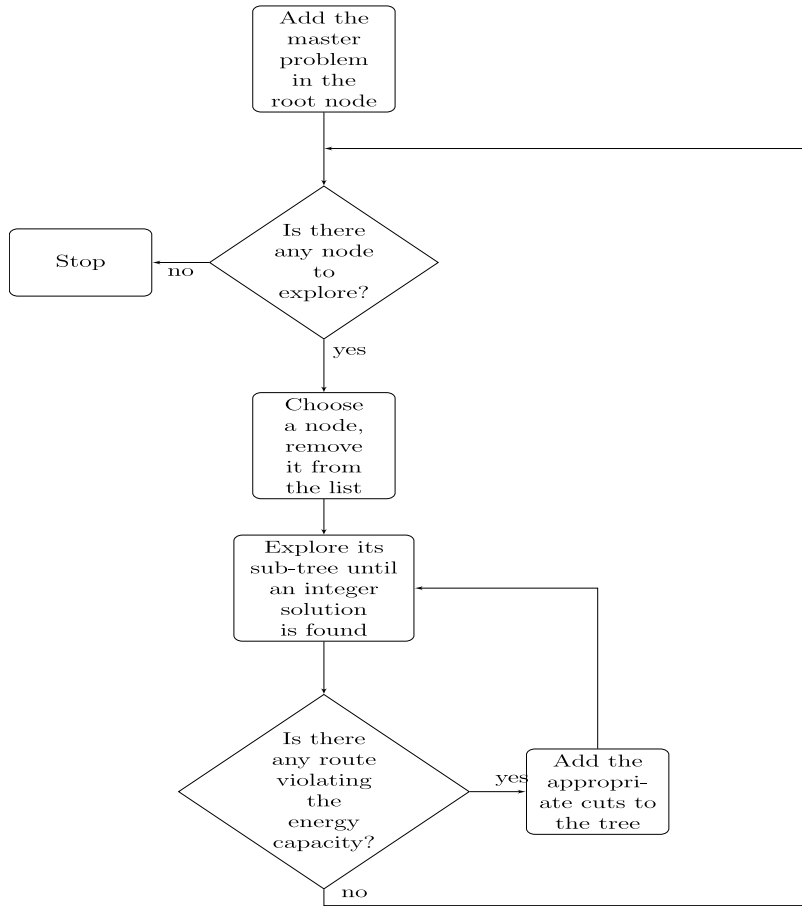 Add the
master
problem
in the
root node
Is there
any node
to
explore?
Stop
no
yes
Choose
a node,
remove
it from
the list
Explore its
sub-tree until
an integer
solution
is found
Is there
any route
violating
the
energy
capacity?
yes
Add the
appropri-
ate cuts to
the tree
no